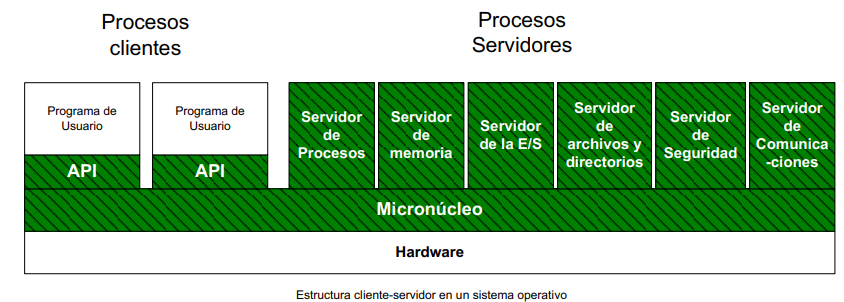 Procesos
clientes
Procesos
Servidores
Programa de
Usuario
API
Programa de
Usuario
API
Servidor
de
Procesos
Servidor
de
memoria
Servidor
de la E/S
Servidor
de
archivos y
directorios
Servidor
de
Seguridad
Servidor
de
Comunica
-ciones
Micronúcleo
Hardware
Estructura cliente-servidor en un sistema operativo